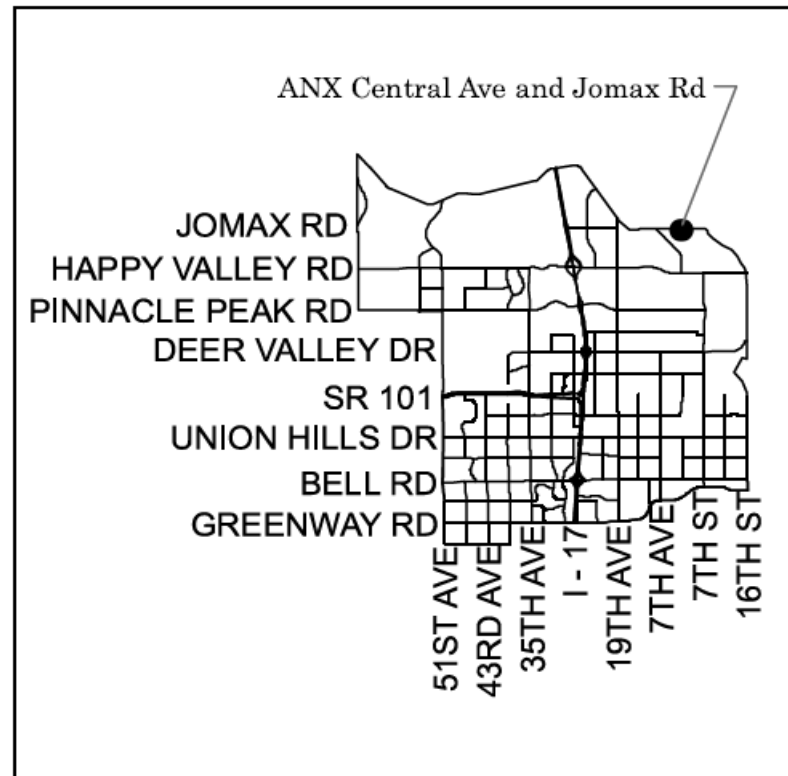 ANX Central Ave and Jomax Rd
JOMAX RD
HAPPY VALLEY RD
PINNACLE PEAK RD
DEER VALLEY DR
SR 101
UNION HILLS DR
BELL RD
GREENWAY RD
51ST AVE
43RD AVE
35TH AVE
I - 17
19TH AVE
7TH AVE
7TH ST
16TH ST